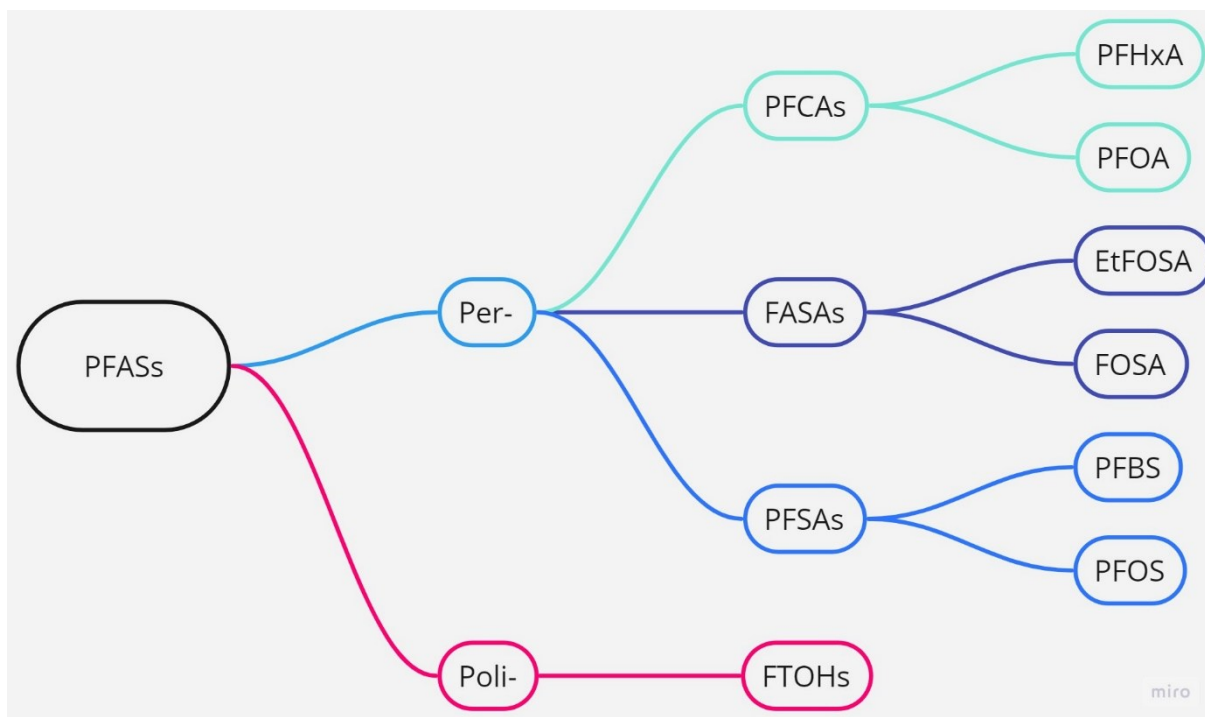 PFASs
Per-
PFCAs
PFHxA
PFOA
FASAs
EtFOSA
FOSA
PFSAs
PFBS
PFOS
Poli-
FTOHs
miro